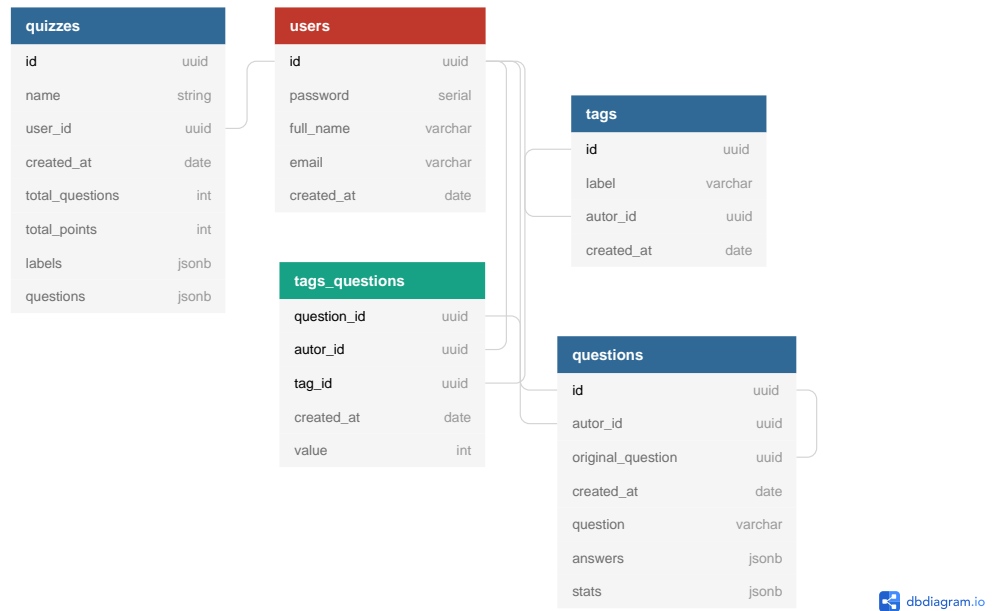 quizzes
id uuid
name string
user_id uuid
created_at date
total_questions int
total_points int
labels jsonb
questions jsonb
users
id uuid
password serial
full_name varchar
email varchar
created_at date
tags
id uuid
label varchar
autor_id uuid
created_at date
tags_questions
question_id uuid
autor_id uuid
tag_id uuid
created_at date
value int
questions
id uuid
autor_id uuid
original_question uuid
created_at date
question varchar
answers jsonb
stats jsonb
dbdiagram.io